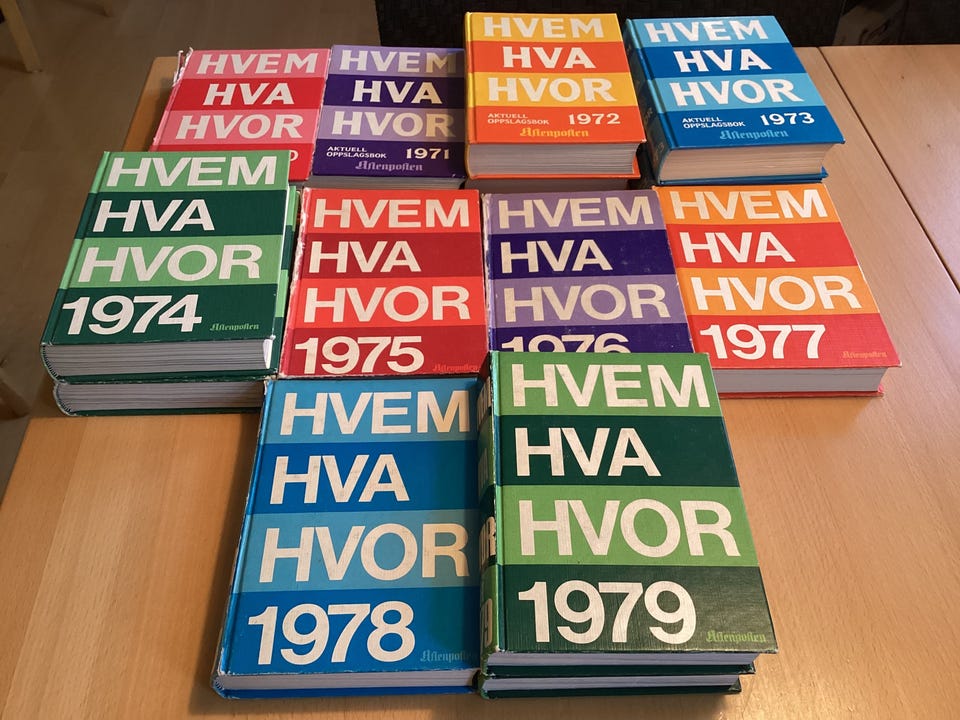 HVEM
HVA
HVOR
HVEM
HVA
HVOR
AKTUELL
OPPSLAGSBOK 1971
Aftenposten
HVEM
HVA
HVOR
AKTUELL
OPPSLAGSBOK 1972
Aftenposten
HVEM
HVA
HVOR
AKTUELL
OPPSLAGSBOK 1973
Aftenposten
HVEM
HVA
HVOR
1974 Aftenposten
HVEM
HVA
HVOR
1975 Aftenposten
HVEM
HVA
HVOR
1976
HVEM
HVA
HVOR
1977 Aftenposten
HVEM
HVA
HVOR
1978 Aftenposten
HVEM
HVA
HVOR
1979 Aftenposten